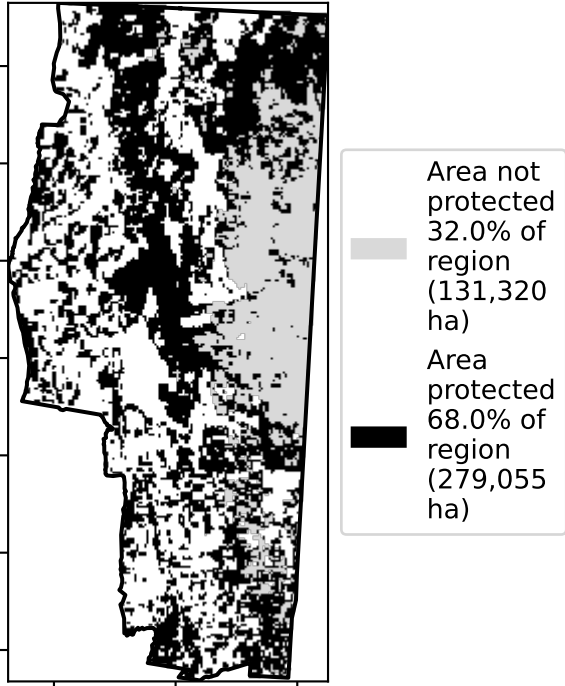 Area not
protected
32.0% of
region
(131,320
ha)
Area
protected
68.0% of
region
(279,055
ha)